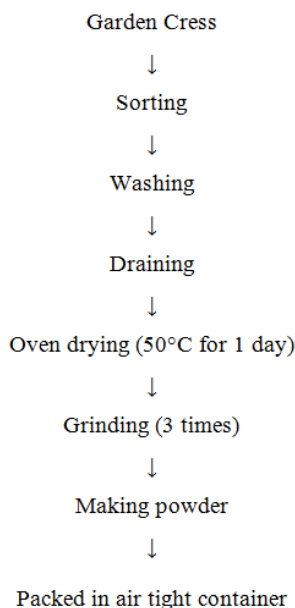 Garden Cress
↓
Sorting
↓
Washing
↓
Draining
↓
Oven drying (50°C for 1 day)
↓
Grinding (3 times)
↓
Making powder
↓
Packed in air tight container